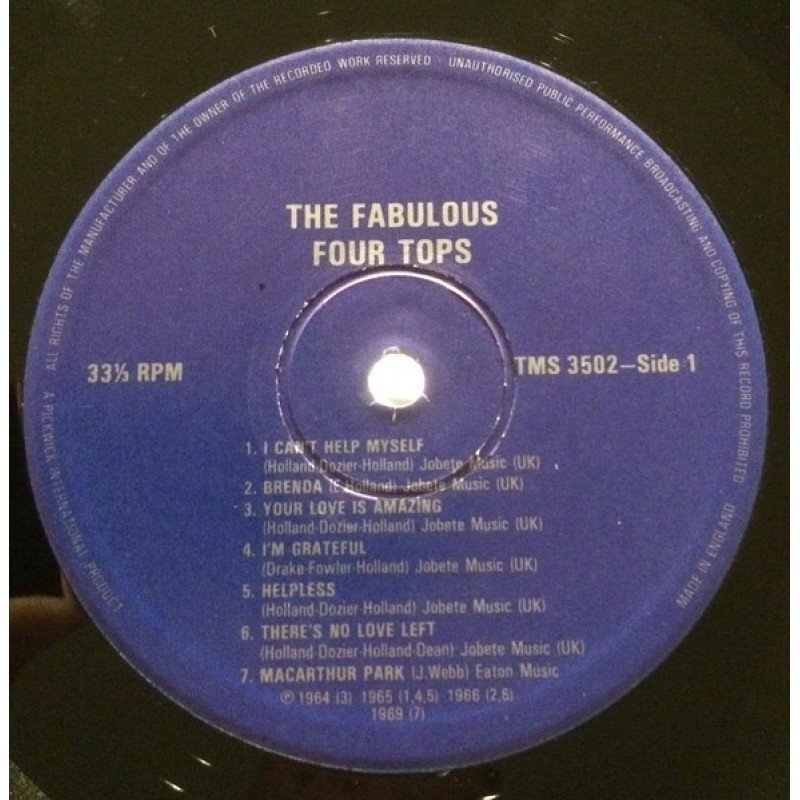 ALL RIGHTS OF THE MANUFACTURER AND OF THE OWNER OF THE RECORDED WORK RESERVED · UNAUTHORISED PUBLIC PERFORMANCE BROADCASTING AND COPYING OF THIS RECORD PROHIBITED
THE FABULOUS
FOUR TOPS
33⅓ RPM
TMS 3502–Side 1
1. I CAN'T HELP MYSELF
(Holland-Dozier-Holland) Jobete Music (UK)
2. BRENDA (E.Holland) Jobete Music (UK)
3. YOUR LOVE IS AMAZING
(Holland-Dozier-Holland) Jobete Music (UK)
4. I'M GRATEFUL
(Drake-Fowler-Holland) Jobete Music (UK)
5. HELPLESS
(Holland-Dozier-Holland) Jobete Music (UK)
6. THERE'S NO LOVE LEFT
(Holland-Dozier-Holland-Dean) Jobete Music (UK)
7. MACARTHUR PARK (J.Webb) Eaton Music
℗ 1964 (3) 1965 (1,4,5) 1966 (2,6)
1969 (7)
A PICKWICK INTERNATIONAL PRODUCT
MADE IN ENGLAND